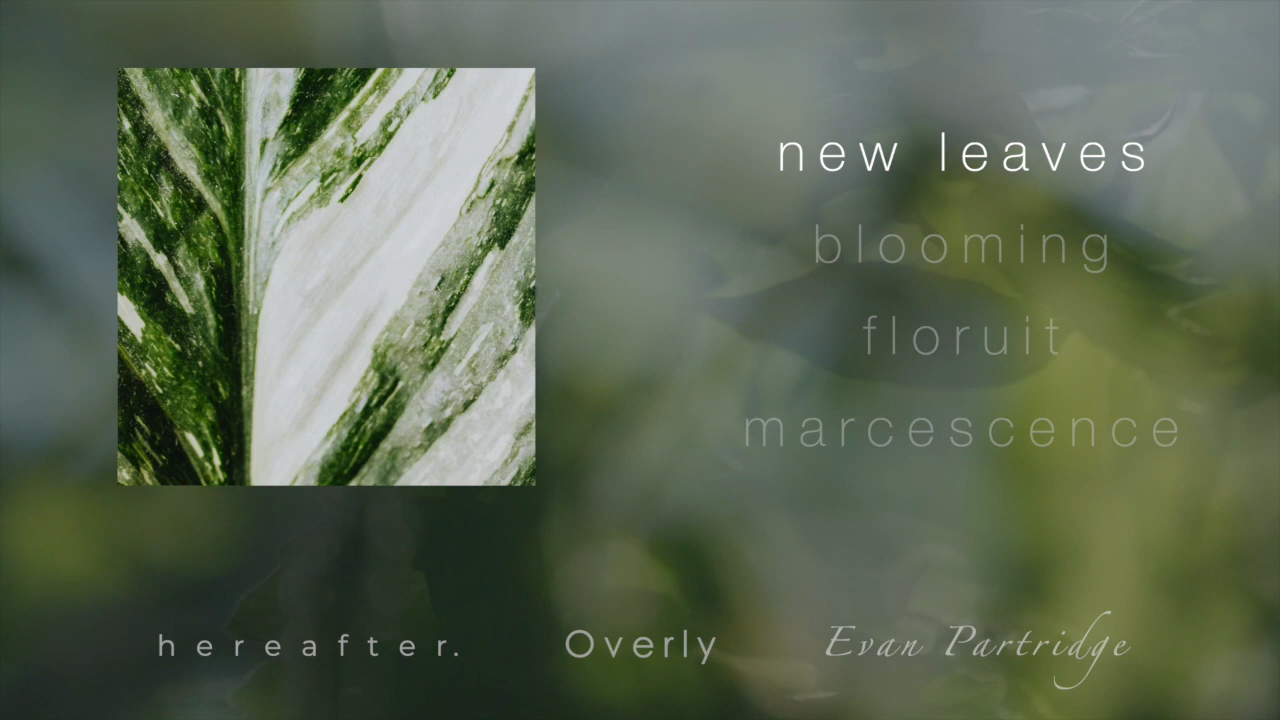 new leaves
blooming
floruit
marcescence
hereafter. Overly Evan Partridge